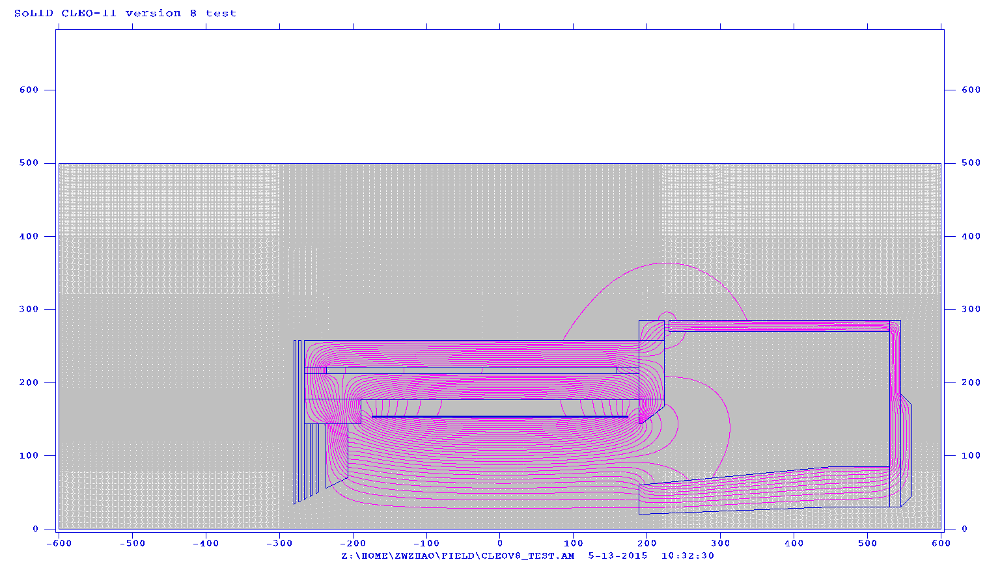 SoLID CLEO-II version 8 test
600 600
500 500
400 400
300 300
200 200
100 100
0 0
-600 -500 -400 -300 -200 -100 0 100 200 300 400 500 600
Z:\HOME\ZWZHAO\FIELD\CLEOV8_TEST.AM 5-13-2015 10:32:30